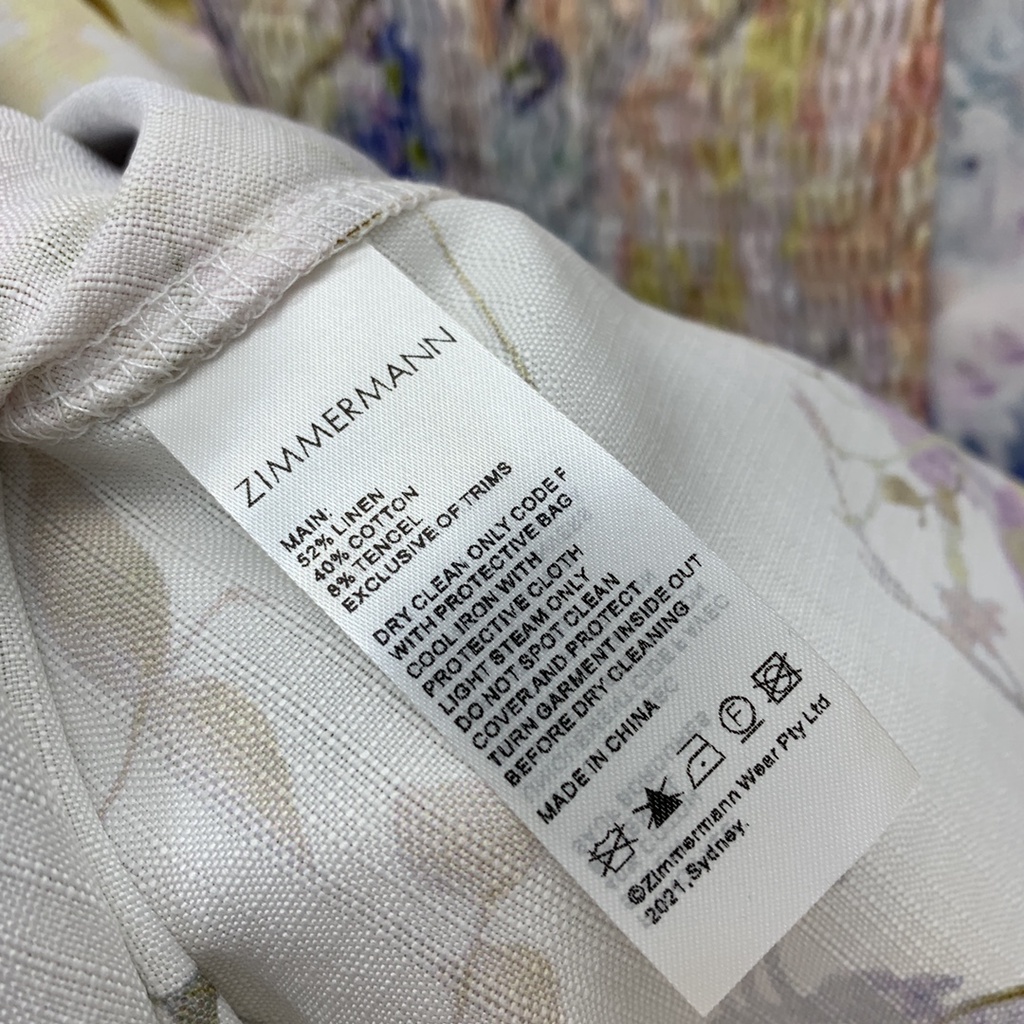 ZIMMERMANN
MAIN:
52% LINEN
40% COTTON
8% TENCEL
EXCLUSIVE OF TRIMS
DRY CLEAN ONLY CODE F
WITH PROTECTIVE BAG
COOL IRON WITH
PROTECTIVE CLOTH
LIGHT STEAM ONLY
DO NOT SPOT CLEAN
COVER AND PROTECT
TURN GARMENT INSIDE OUT
BEFORE DRY CLEANING
MADE IN CHINA
F
©Zimmermann Wear Pty Ltd
2021,Sydney.